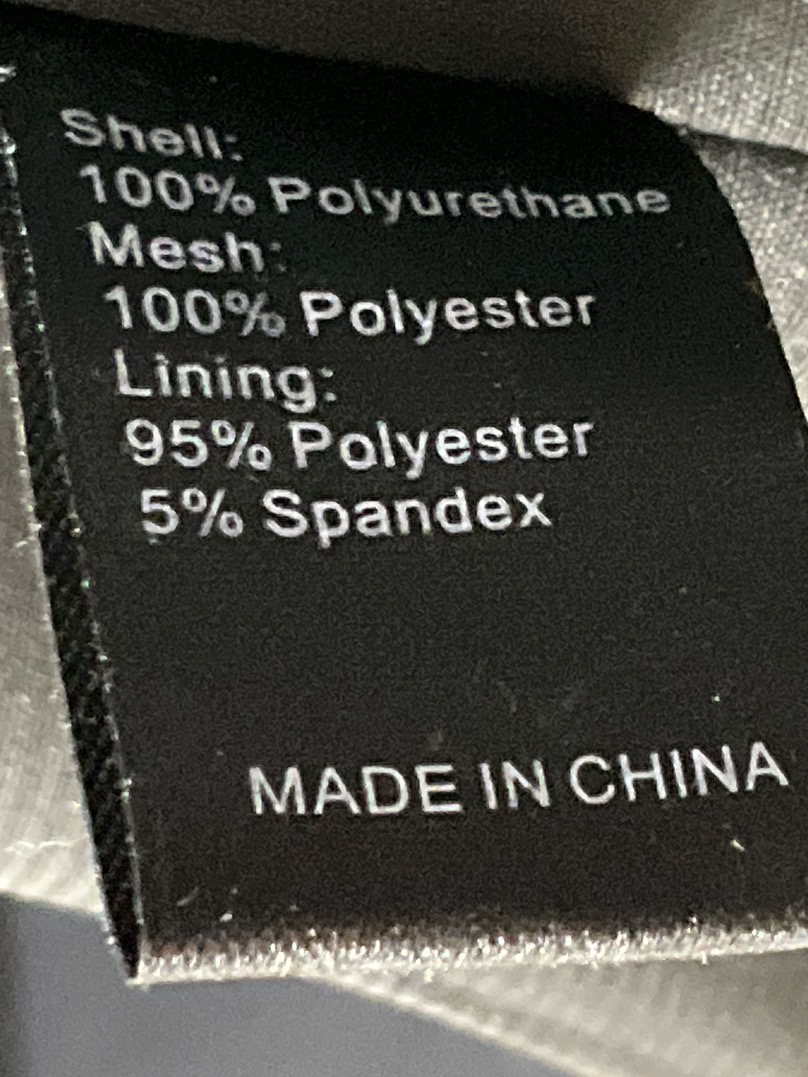 Shell:
100% Polyurethane
Mesh:
100% Polyester
Lining:
95% Polyester
5% Spandex
MADE IN CHINA